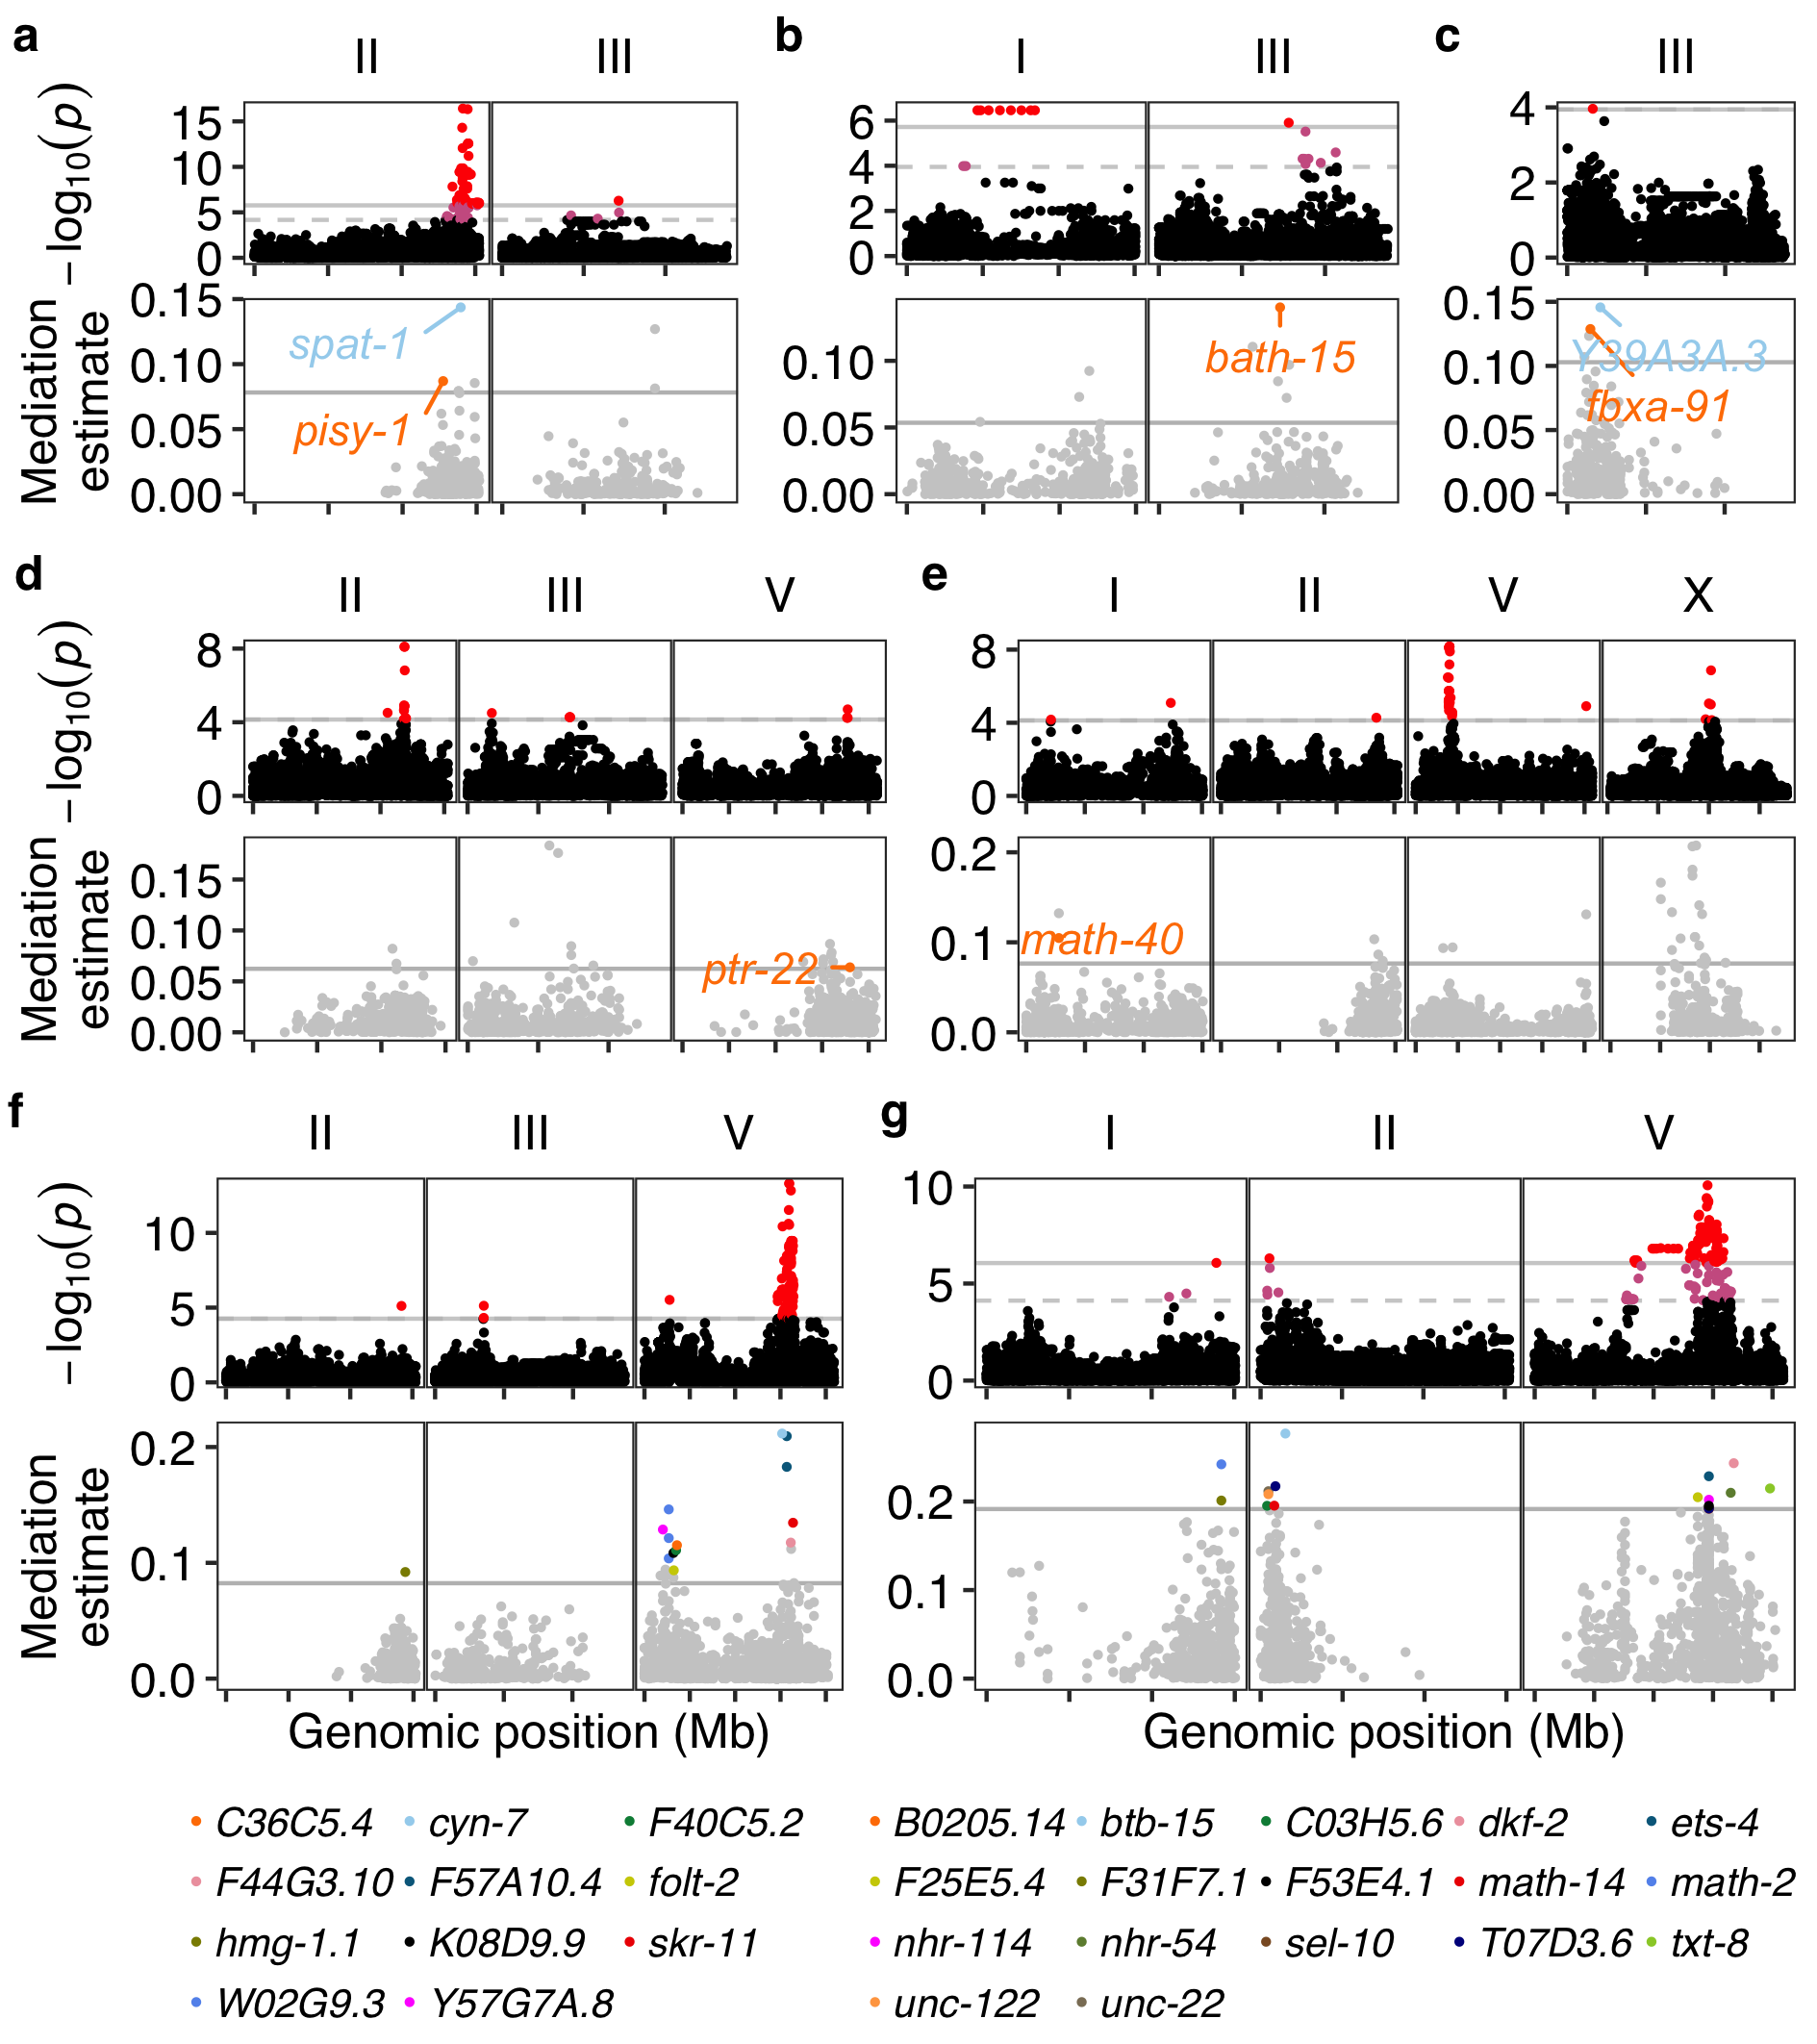 a
b
c
II
III
I
III
III
−log10(p)
15
10
5
0
6
4
2
0
4
2
0
Mediation
estimate
0.15
0.10
0.05
0.00
spat-1
pisy-1
0.10
0.05
0.00
bath-15
0.15
0.10
0.05
0.00
Y39A3A.3
fbxa-91
d
e
II
III
V
I
II
V
X
−log10(p)
8
4
0
8
4
0
Mediation
estimate
0.15
0.10
0.05
0.00
ptr-22
0.2
0.1
0.0
math-40
f
g
II
III
V
I
II
V
−log10(p)
10
5
0
10
5
0
Mediation
estimate
0.2
0.1
0.0
0.2
0.1
0.0
Genomic position (Mb)
Genomic position (Mb)
C36C5.4 cyn-7 F40C5.2
F44G3.10 F57A10.4 folt-2
hmg-1.1 K08D9.9 skr-11
W02G9.3 Y57G7A.8
B0205.14 btb-15 C03H5.6 dkf-2 ets-4
F25E5.4 F31F7.1 F53E4.1 math-14 math-2
nhr-114 nhr-54 sel-10 T07D3.6 txt-8
unc-122 unc-22